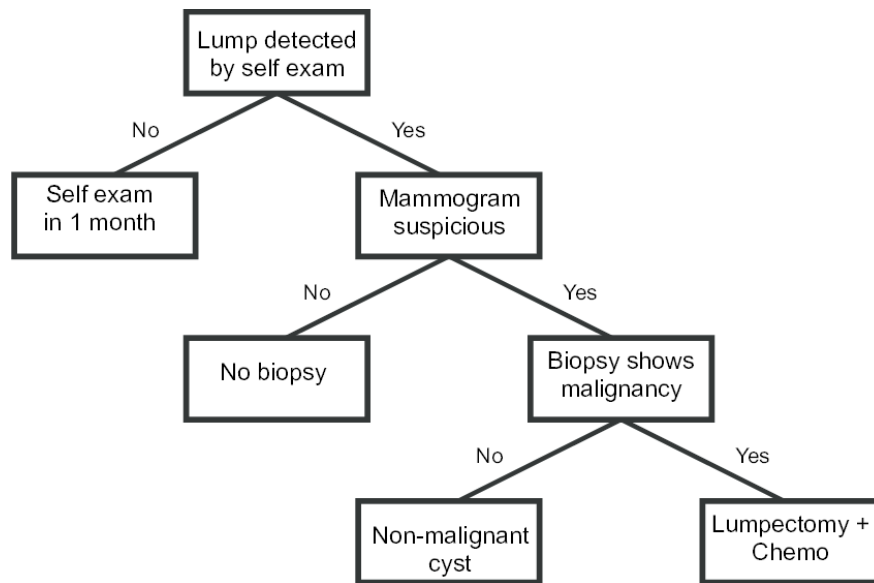 Lump detected
by self exam
No
Yes
Self exam
in 1 month
Mammogram
suspicious
No
Yes
No biopsy
Biopsy shows
malignancy
No
Yes
Non-malignant
cyst
Lumpectomy +
Chemo